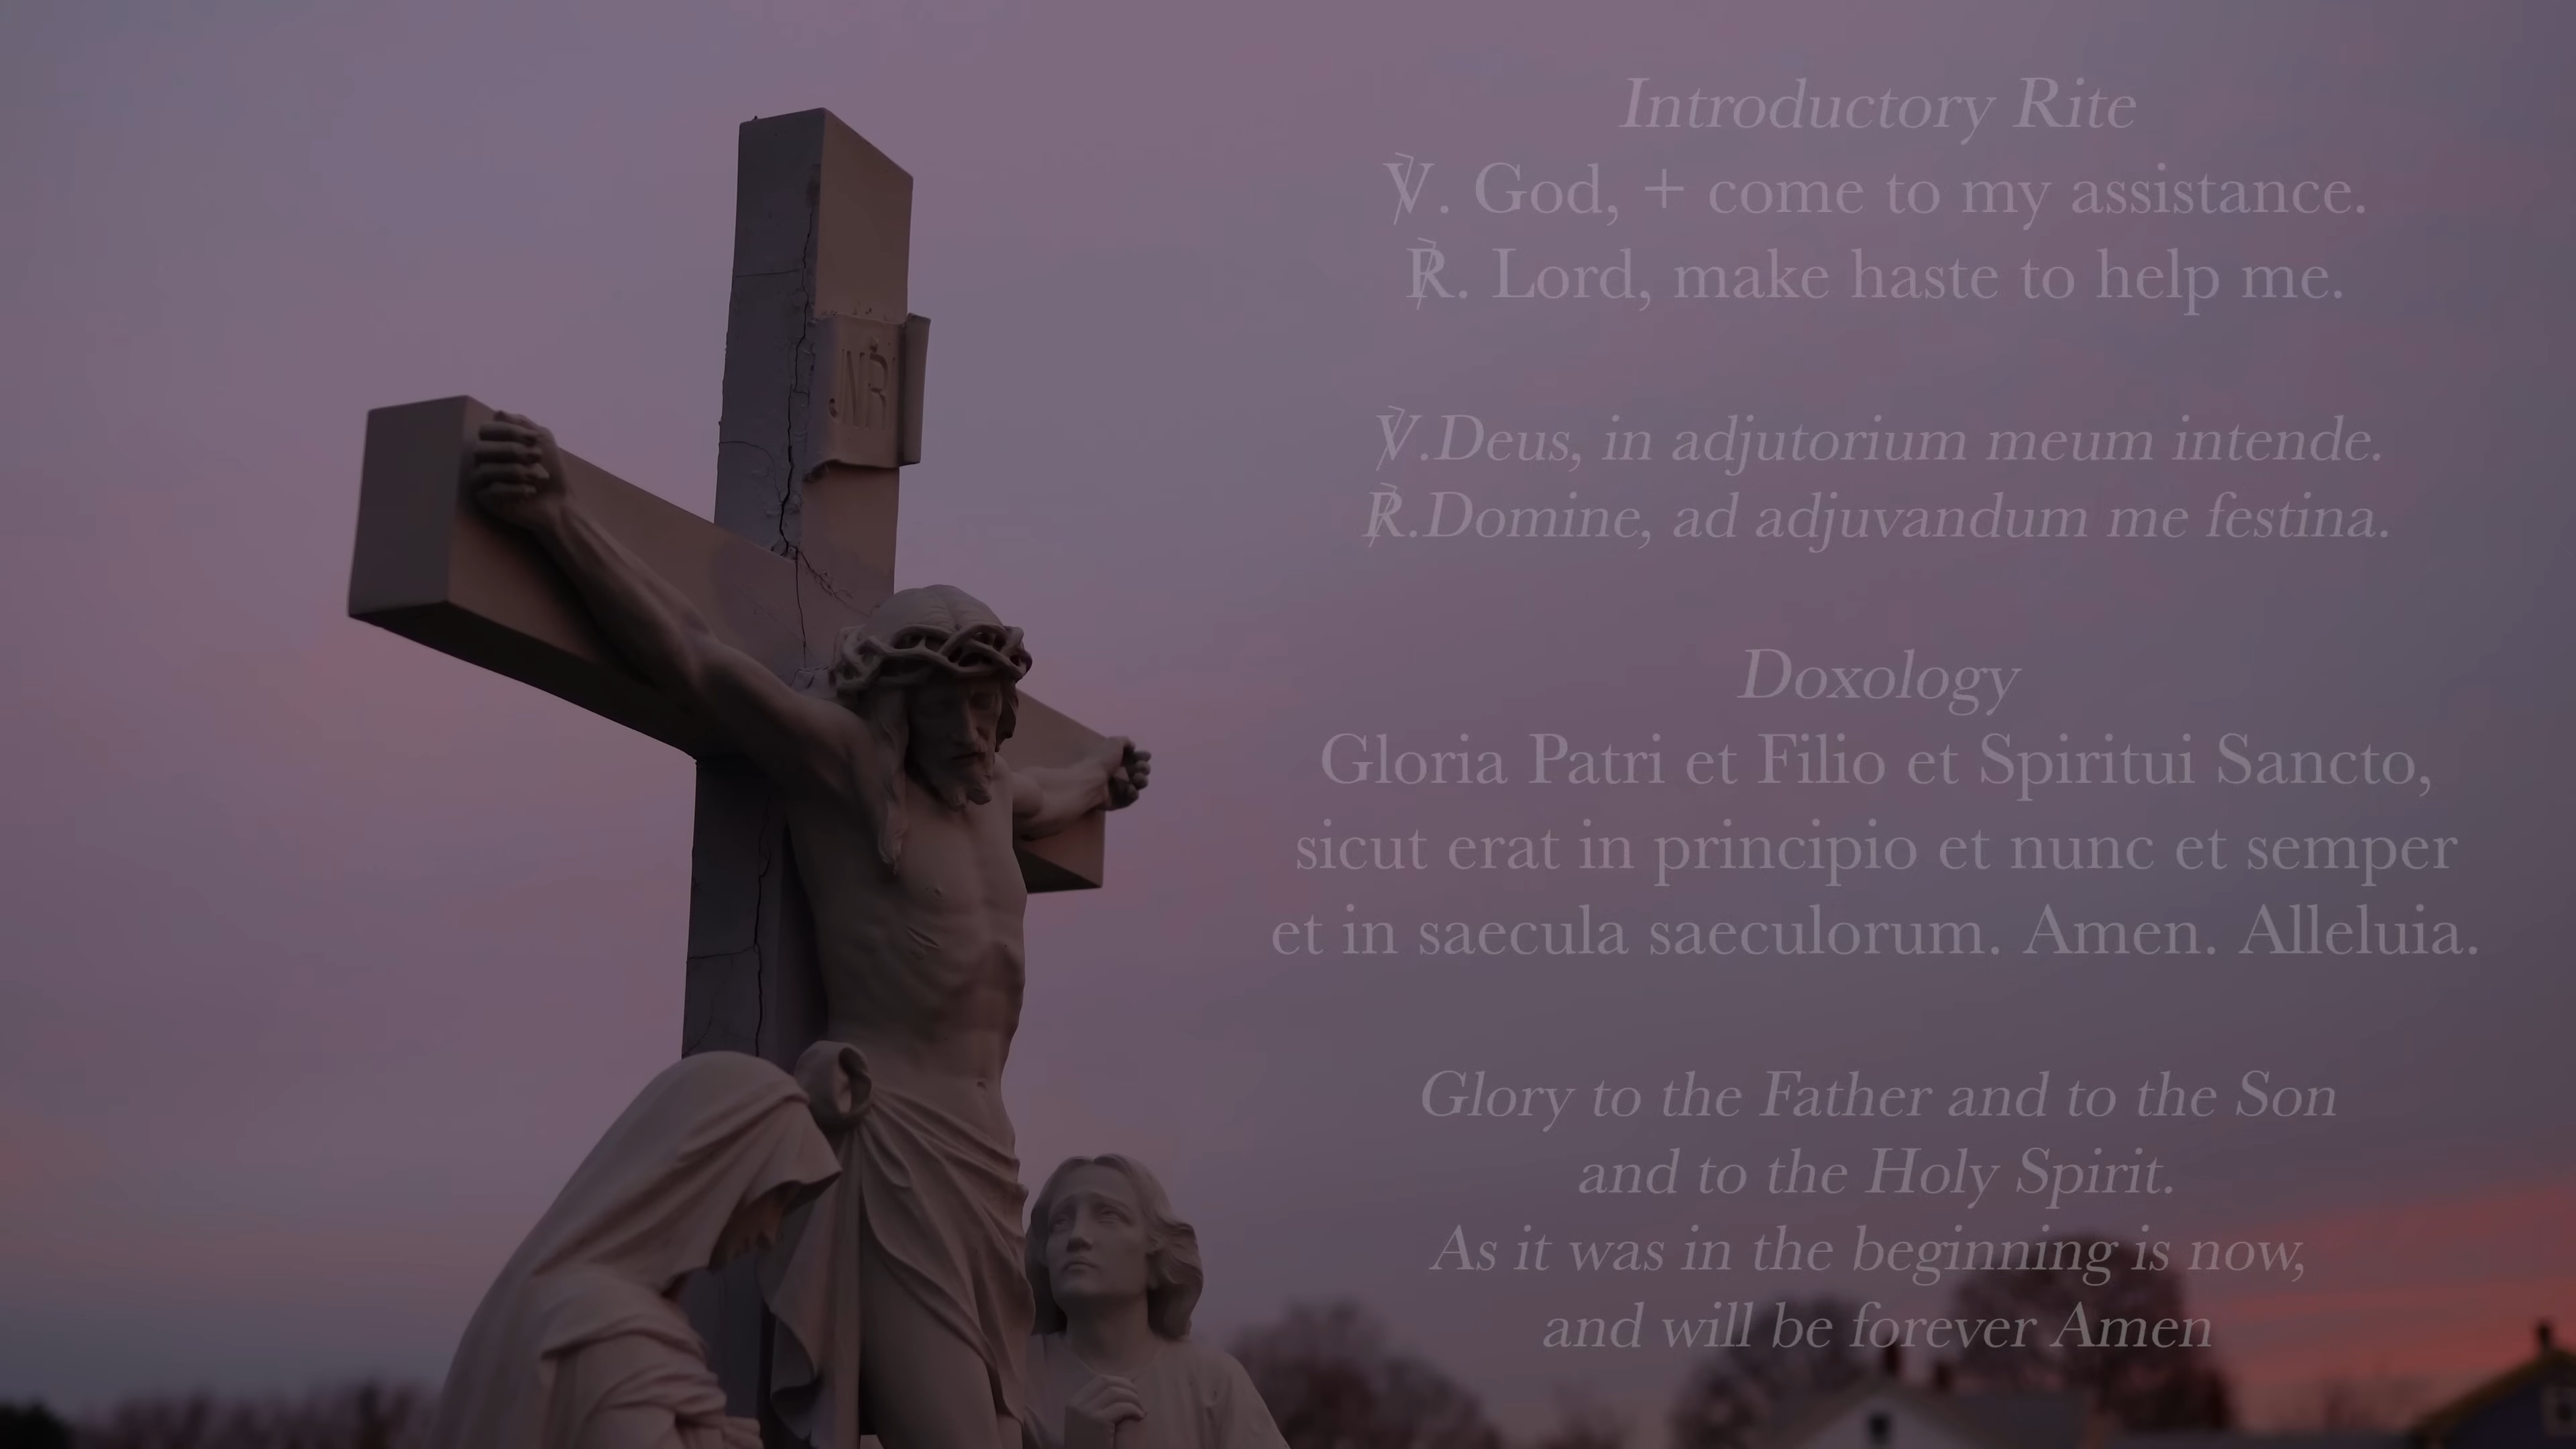 JNRI
Introductory Rite
℣. God, + come to my assistance.
℟. Lord, make haste to help me.
℣.Deus, in adjutorium meum intende.
℟.Domine, ad adjuvandum me festina.
Doxology
Gloria Patri et Filio et Spiritui Sancto,
sicut erat in principio et nunc et semper
et in saecula saeculorum. Amen. Alleluia.
Glory to the Father and to the Son
and to the Holy Spirit.
As it was in the beginning is now,
and will be forever Amen